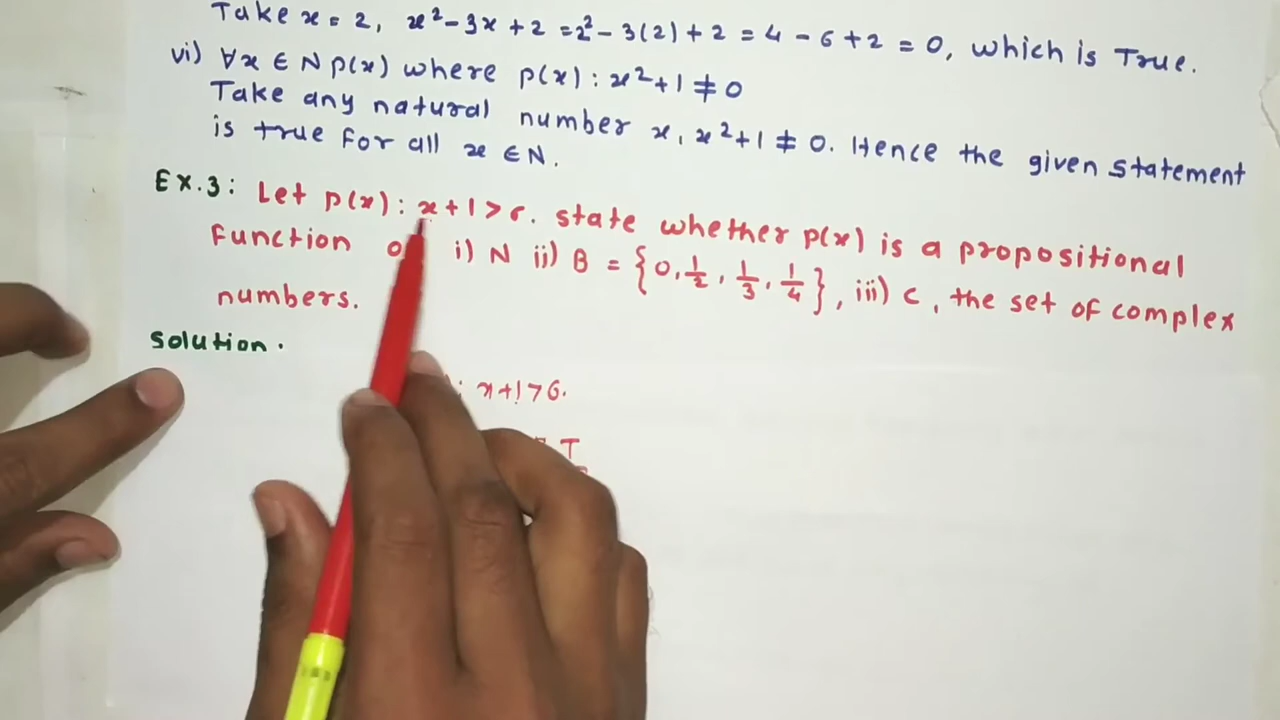 Take x = 2, x² - 3x + 2 = 2² - 3(2) + 2 = 4 - 6 + 2 = 0, which is True.
vi) ∀x ∈ N p(x) where p(x) : x² + 1 ≠ 0
Take any natural number x, x² + 1 ≠ 0. Hence the given statement
is true for all x ∈ N.
Ex.3: Let p(x) : x + 1 > 6. state whether p(x) is a propositional
function i) N ii) B = {0, 1/2, 1/3, 1/4}, iii) C, the set of complex
numbers.
Solution.
x + 1 > 6.
T